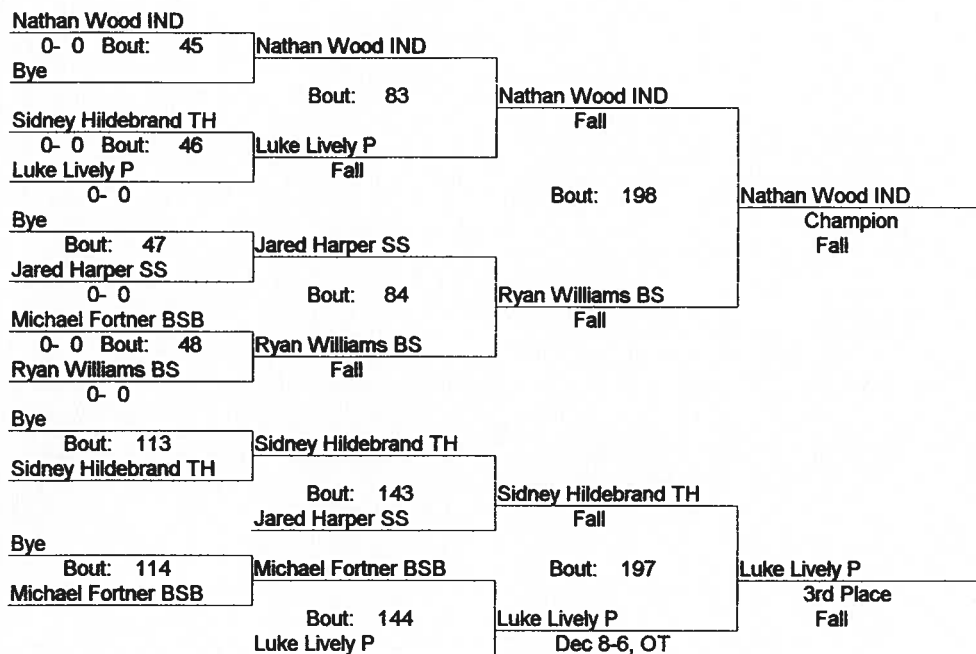 Nathan Wood IND
0- 0 Bout: 45
Nathan Wood IND
Bye
Bout: 83
Nathan Wood IND
Fall
Sidney Hildebrand TH
0- 0 Bout: 46
Luke Lively P
Luke Lively P
Fall
0- 0
Bout: 198
Nathan Wood IND
Champion
Fall
Bye
Bout: 47
Jared Harper SS
Jared Harper SS
0- 0
Bout: 84
Ryan Williams BS
Fall
Michael Fortner BSB
0- 0 Bout: 48
Ryan Williams BS
Ryan Williams BS
Fall
0- 0
Bye
Bout: 113
Sidney Hildebrand TH
Sidney Hildebrand TH
Bout: 143
Sidney Hildebrand TH
Jared Harper SS
Fall
Bye
Bout: 114
Michael Fortner BSB
Michael Fortner BSB
Bout: 197
Luke Lively P
3rd Place
Fall
Bout: 144
Luke Lively P
Luke Lively P
Dec 8-6, OT